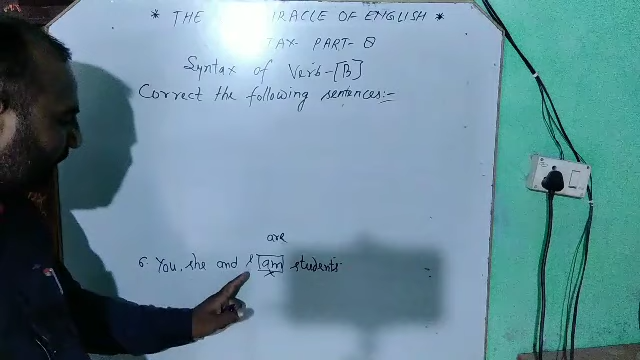 * THE MIRACLE OF ENGLISH *
TAX- PART- 8
Syntax of Verb-[B]
Correct the following sentences:-
are
6. You, she and I am students.